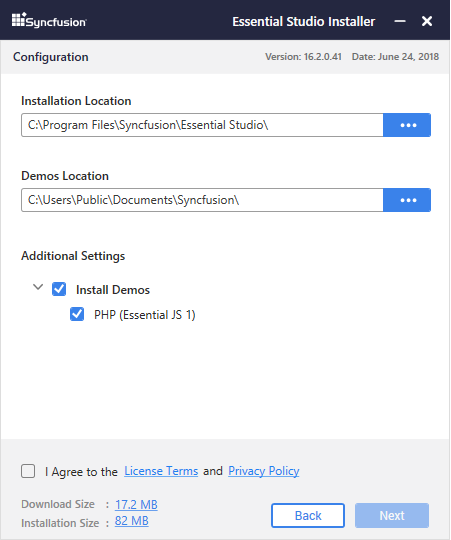 Syncfusion® Essential Studio Installer
Configuration Version: 16.2.0.41 Date: June 24, 2018
Installation Location
C:\Program Files\Syncfusion\Essential Studio\
Demos Location
C:\Users\Public\Documents\Syncfusion\
Additional Settings
Install Demos
PHP (Essential JS 1)
I Agree to the License Terms and Privacy Policy
Download Size : 17.2 MB
Installation Size : 82 MB
Back Next